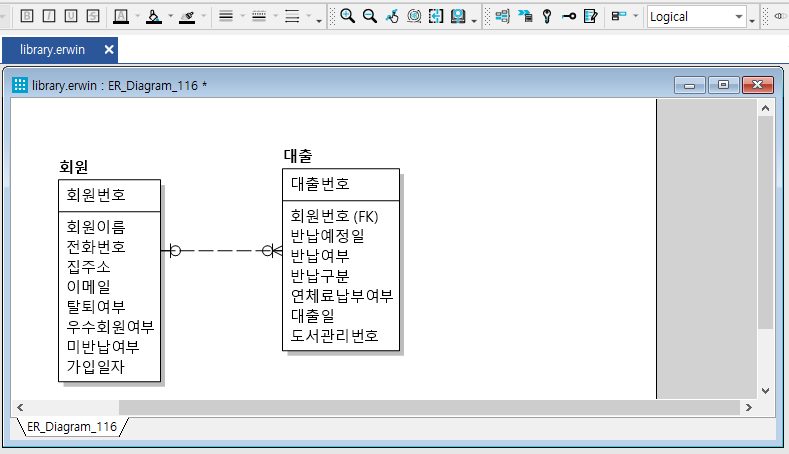 B I U S A
Logical
library.erwin
library.erwin : ER_Diagram_116 *
회원
회원번호
회원이름
전화번호
집주소
이메일
탈퇴여부
우수회원여부
미반납여부
가입일자
대출
대출번호
회원번호 (FK)
반납예정일
반납여부
반납구분
연체료납부여부
대출일
도서관리번호
ER_Diagram_116